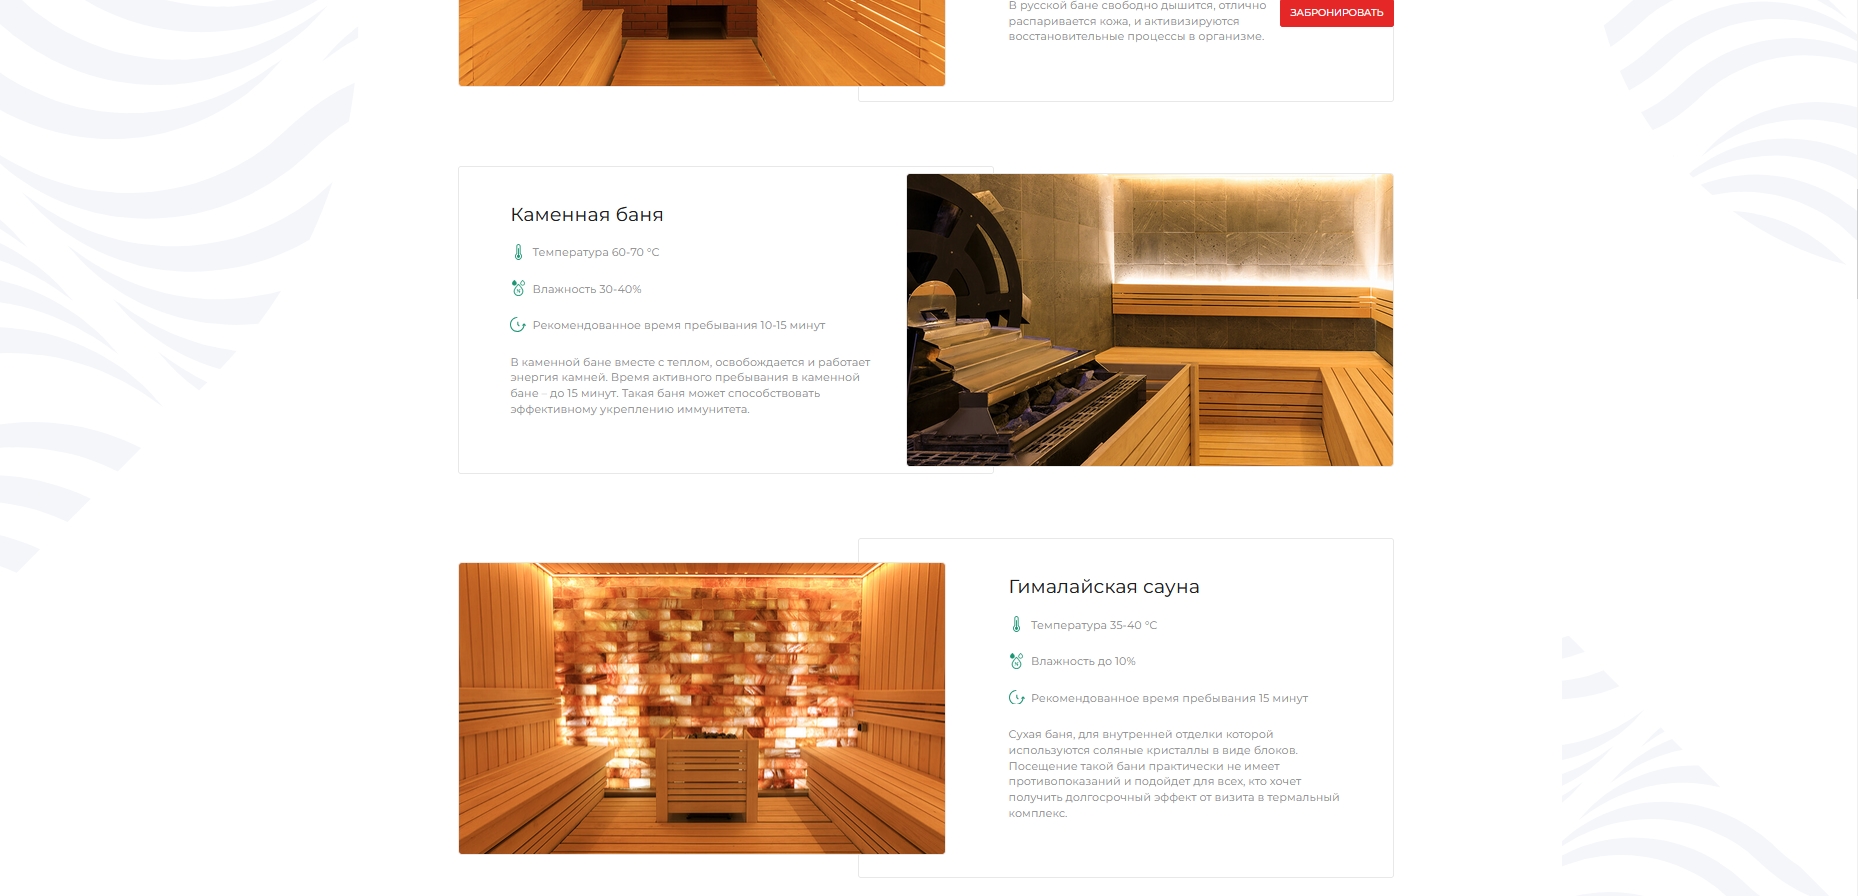 В русской бане свободно дышится, отлично
распаривается кожа, и активизируются
восстановительные процессы в организме.
ЗАБРОНИРОВАТЬ
Каменная баня
Температура 60-70 °C
Влажность 30-40%
Рекомендованное время пребывания 10-15 минут
В каменной бане вместе с теплом, освобождается и работает
энергия камней. Время активного пребывания в каменной
бане – до 15 минут. Такая баня может способствовать
эффективному укреплению иммунитета.
Гималайская сауна
Температура 35-40 °C
Влажность до 10%
Рекомендованное время пребывания 15 минут
Сухая баня, для внутренней отделки которой
используются соляные кристаллы в виде блоков.
Посещение такой бани практически не имеет
противопоказаний и подойдет для всех, кто хочет
получить долгосрочный эффект от визита в термальный
комплекс.